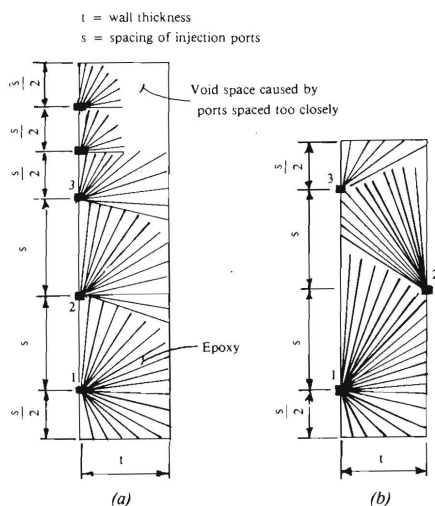 t = wall thickness
s = spacing of injection ports
Void space caused by
ports spaced too closely
s/2
s/2
s/2
s
s
s/2
3
2
1
Epoxy
t
(a)
s/2
s
s
s/2
3
2
1
t
(b)